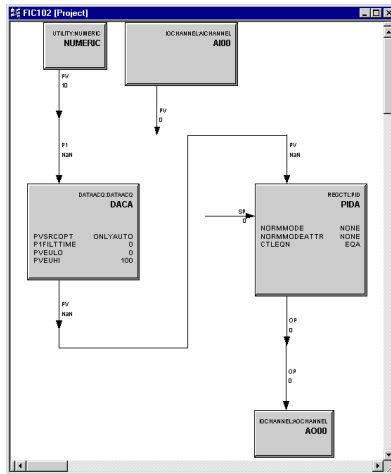 FIC102 [Project]
UTILITY:NUMERIC
NUMERIC
IOCHANNEL:AICHANNEL
AI00
PV
10
PV
0
P1
NaN
PV
NaN
DATAACQ:DATAACQ
DACA
PVSRCOPT ONLYAUTO
P1FILTTIME 0
PVEULO 0
PVEUHI 100
REGCTL:PID
PIDA
SP
0
NORMMODE NONE
NORMMODEATTR NONE
CTLEQN EQA
PV
NaN
OP
0
OP
0
IOCHANNEL:AOCHANNEL
AO00